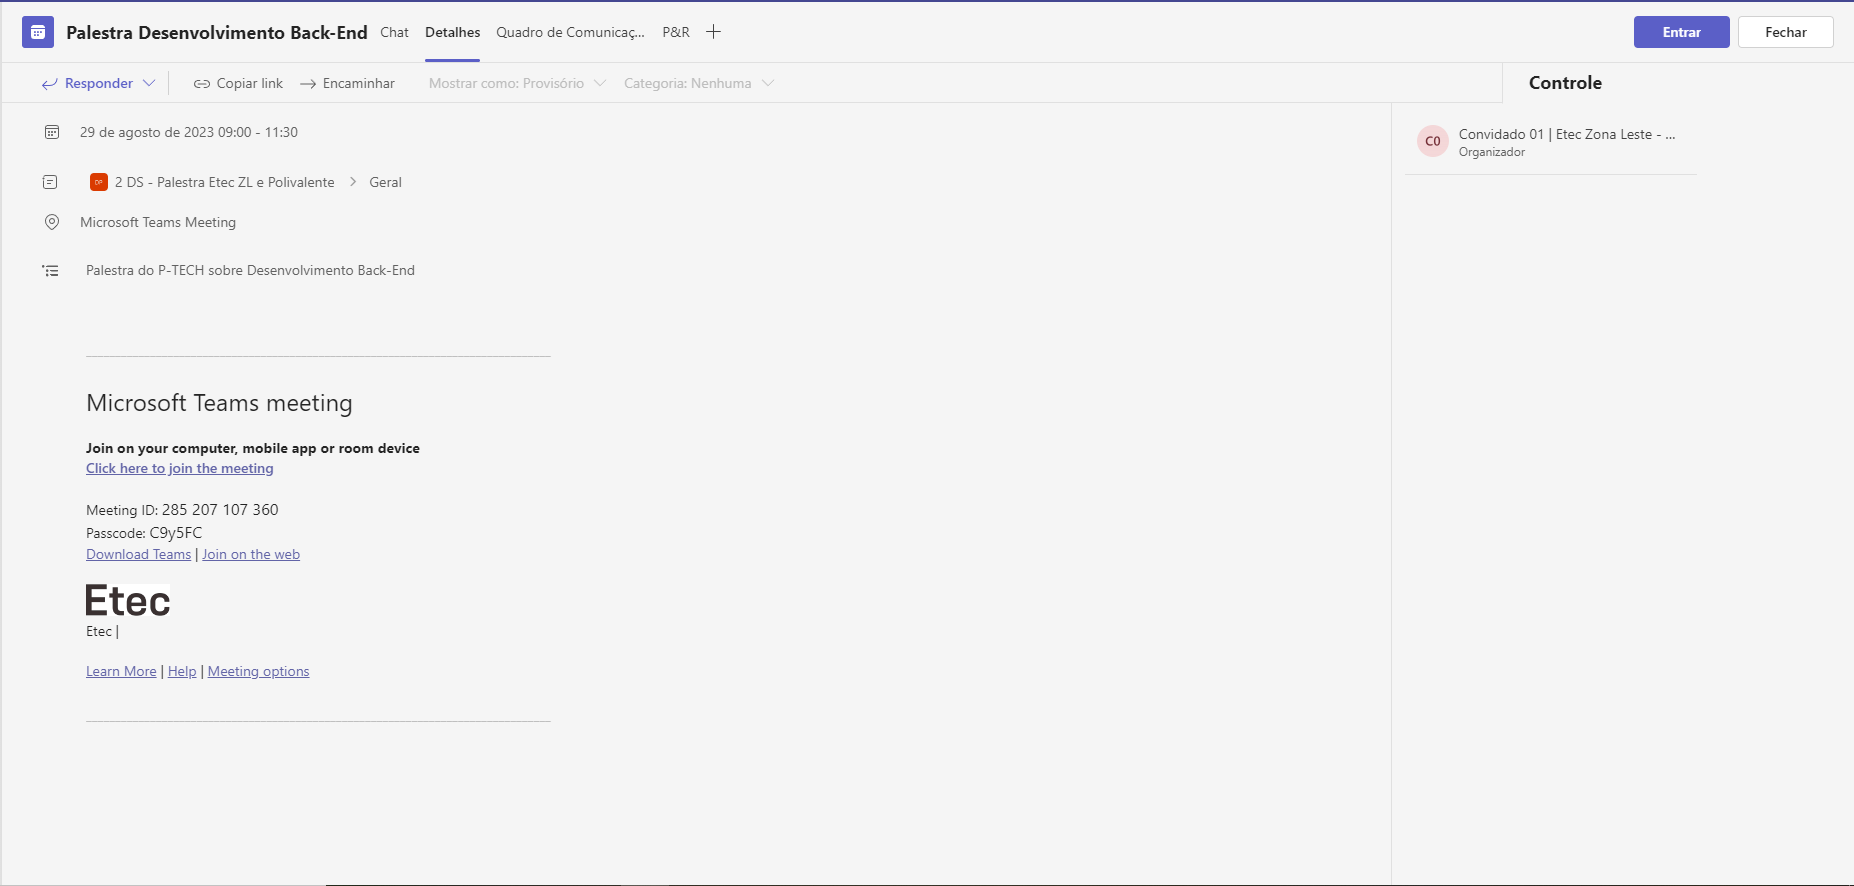 Palestra Desenvolvimento Back-End Chat Detalhes Quadro de Comunicaç... P&R
Entrar Fechar
Responder Copiar link Encaminhar Mostrar como: Provisório Categoria: Nenhuma
Controle
29 de agosto de 2023 09:00 - 11:30
2 DS - Palestra Etec ZL e Polivalente > Geral
Microsoft Teams Meeting
Palestra do P-TECH sobre Desenvolvimento Back-End
Microsoft Teams meeting
Join on your computer, mobile app or room device
Click here to join the meeting
Meeting ID: 285 207 107 360
Passcode: C9y5FC
Download Teams | Join on the web
Etec
Etec |
Learn More | Help | Meeting options
C0
Convidado 01 | Etec Zona Leste - ...
Organizador